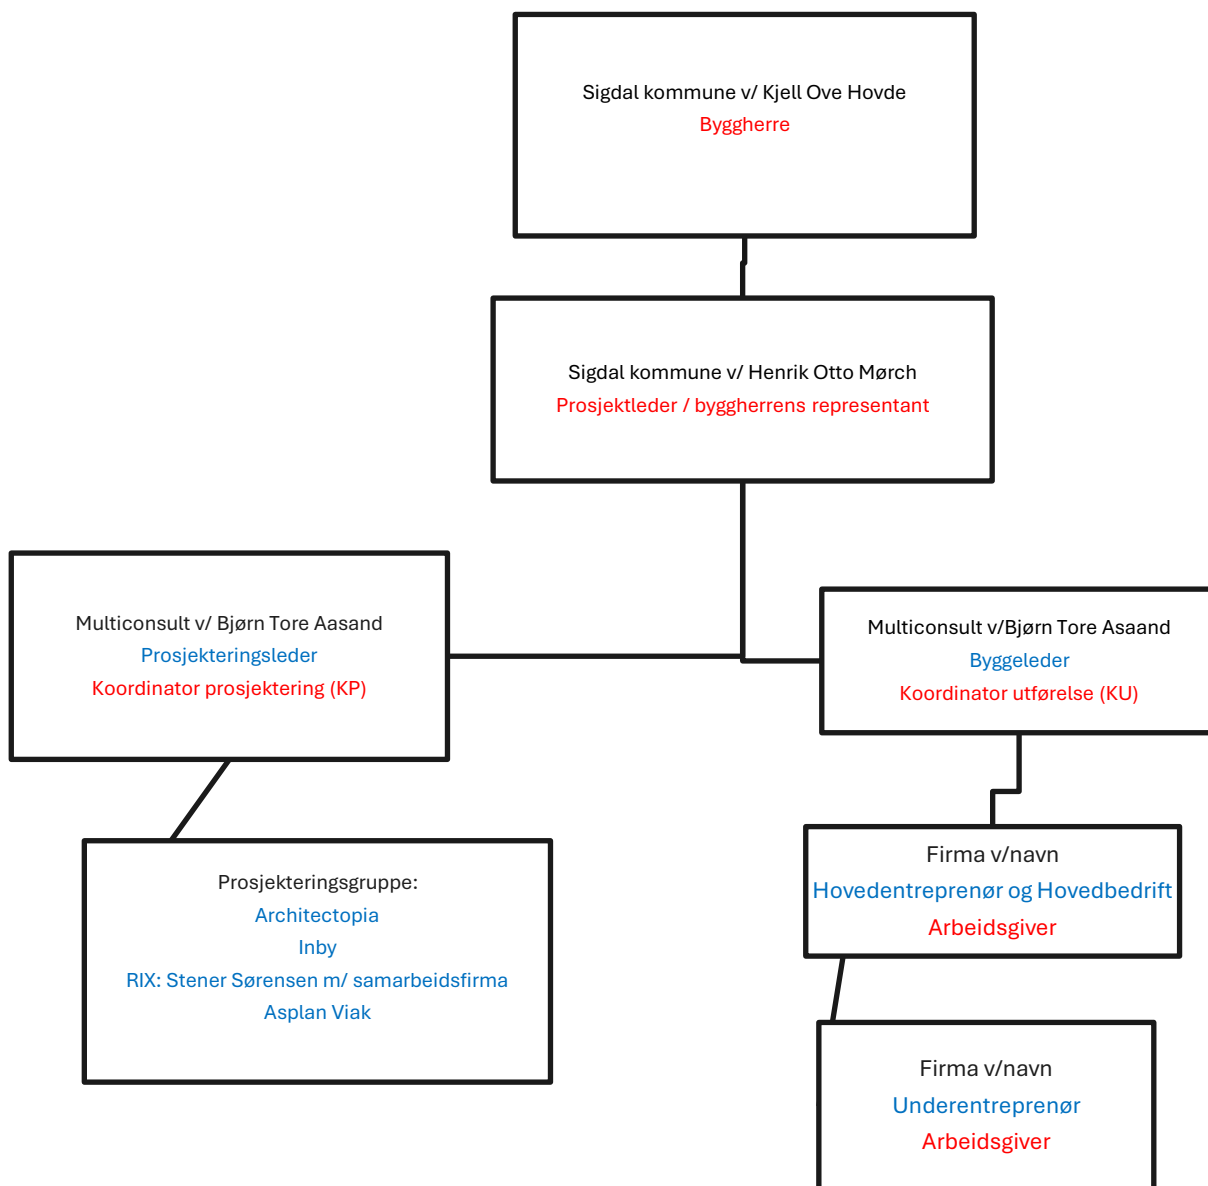 Sigdal kommune v/ Kjell Ove Hovde
Byggherre
Sigdal kommune v/ Henrik Otto Mørch
Prosjektleder / byggherrens representant
Multiconsult v/ Bjørn Tore Aasand
Prosjekteringsleder
Koordinator prosjektering (KP)
Multiconsult v/Bjørn Tore Asaand
Byggeleder
Koordinator utførelse (KU)
Prosjekteringsgruppe:
Architectopia
Inby
RIX: Stener Sørensen m/ samarbeidsfirma
Asplan Viak
Firma v/navn
Hovedentreprenør og Hovedbedrift
Arbeidsgiver
Firma v/navn
Underentreprenør
Arbeidsgiver